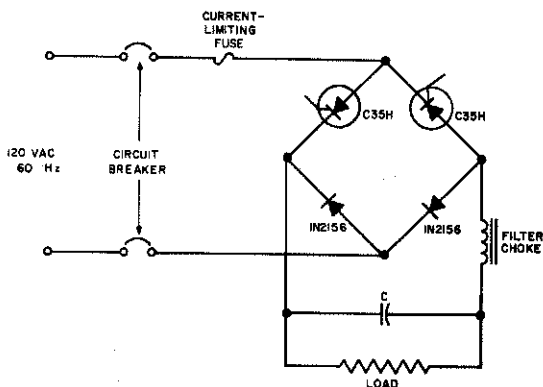 CURRENT-
LIMITING
FUSE
C35H
C35H
120 VAC
60 Hz
CIRCUIT
BREAKER
IN2156
IN2156
FILTER
CHOKE
C
LOAD